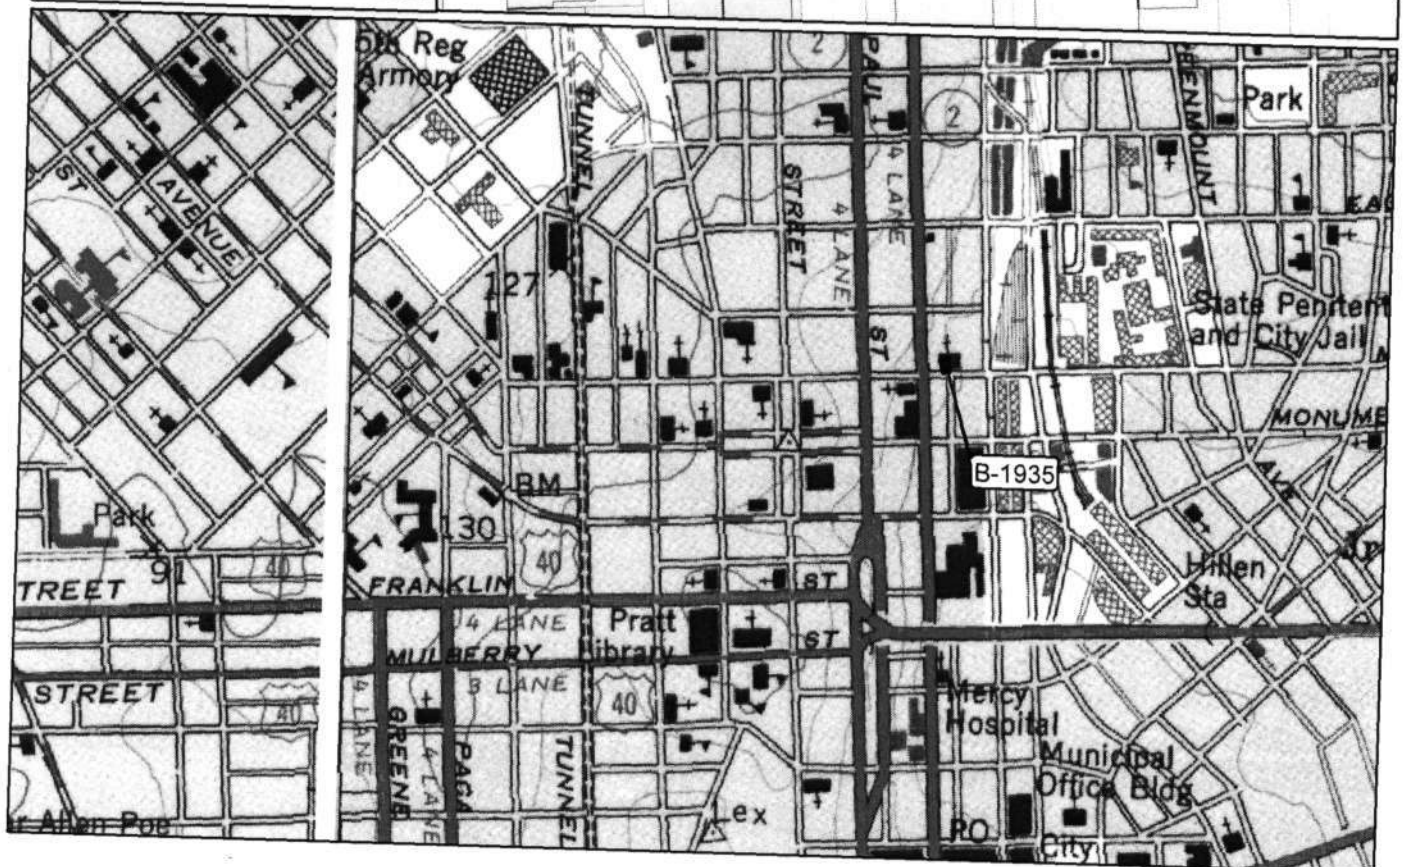 5th Reg
Armory
TUNNEL
2
PAUL
2
GREENMOUNT
Park
ST
AVENUE
STREET
4 LANE
4 LANE
127
ST
State Peniten
and City Jail
MONUME
AVE
B-1935
BM
130
40
Park
91
40
TREET
FRANKLIN
ST
Hillen
Sta
4 LANE
Pratt
Library
MULBERRY
ST
3 LANE
STREET
40
40
4 LANE
GREENE
4 LANE
PACA
TUNNEL
Mercy
Hospital
Municipal
Office Bldg
r Allen Poe
Lex
PO
City